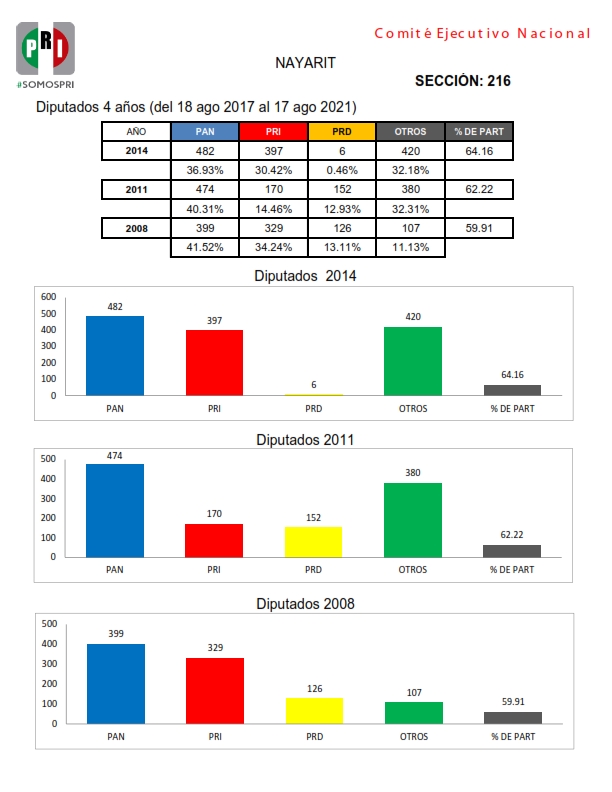 PRI
#SOMOSPRI
Comité Ejecutivo Nacional
NAYARIT
SECCIÓN: 216
Diputados 4 años (del 18 ago 2017 al 17 ago 2021)
AÑO PAN PRI PRD OTROS % DE PART
2014 482 397 6 420 64.16
36.93% 30.42% 0.46% 32.18%
2011 474 170 152 380 62.22
40.31% 14.46% 12.93% 32.31%
2008 399 329 126 107 59.91
41.52% 34.24% 13.11% 11.13%
Diputados 2014
600
500
400
300
200
100
0
482 397 6 420 64.16
PAN PRI PRD OTROS % DE PART
Diputados 2011
500
400
300
200
100
0
474 170 152 380 62.22
PAN PRI PRD OTROS % DE PART
Diputados 2008
500
400
300
200
100
0
399 329 126 107 59.91
PAN PRI PRD OTROS % DE PART